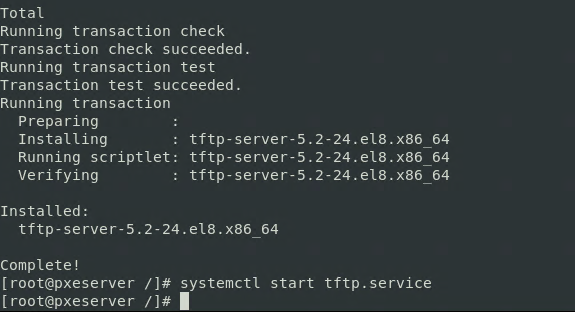 Total
Running transaction check
Transaction check succeeded.
Running transaction test
Transaction test succeeded.
Running transaction
  Preparing        :
  Installing       : tftp-server-5.2-24.el8.x86_64
  Running scriptlet: tftp-server-5.2-24.el8.x86_64
  Verifying        : tftp-server-5.2-24.el8.x86_64

Installed:
  tftp-server-5.2-24.el8.x86_64

Complete!
[root@pxeserver /]# systemctl start tftp.service
[root@pxeserver /]#